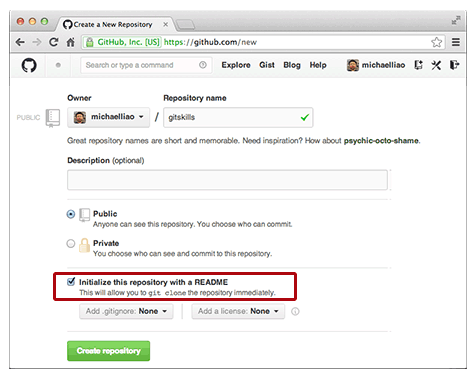 Create a New Repository
GitHub, Inc. [US] https://github.com/new
Search or type a command
Explore Gist Blog Help
michaelliao
Owner
Repository name
PUBLIC
michaelliao / gitskills
Great repository names are short and memorable. Need inspiration? How about psychic-octo-shame.
Description (optional)
Public
Anyone can see this repository. You choose who can commit.
Private
You choose who can see and commit to this repository.
Initialize this repository with a README
This will allow you to git clone the repository immediately.
Add .gitignore: None
Add a license: None
Create repository